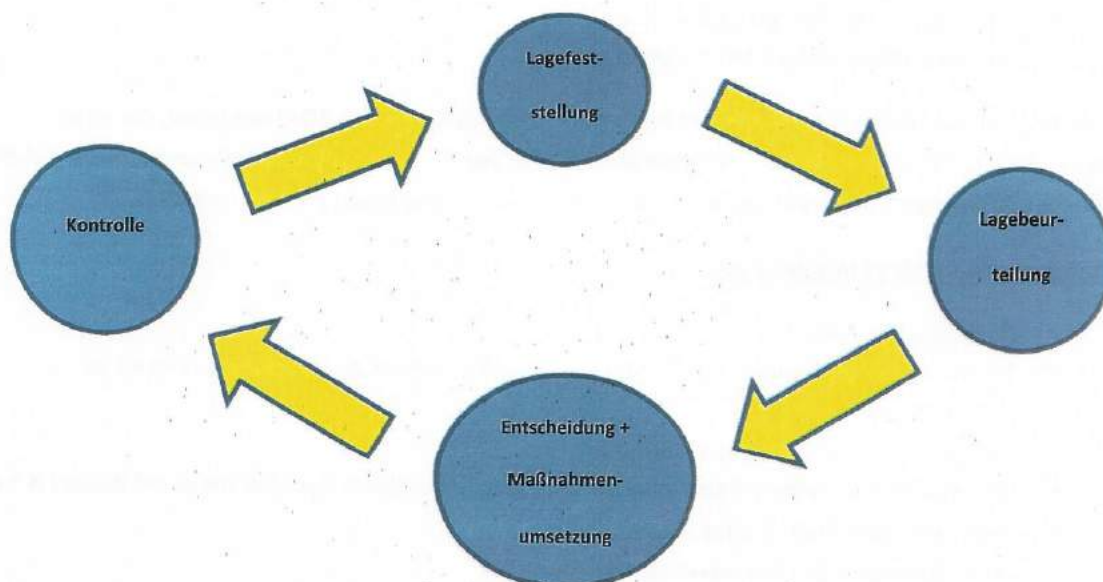 Lagefest-
stellung
Kontrolle
Lagebeur-
teilung
Entscheidung +
Maßnahmen-
umsetzung